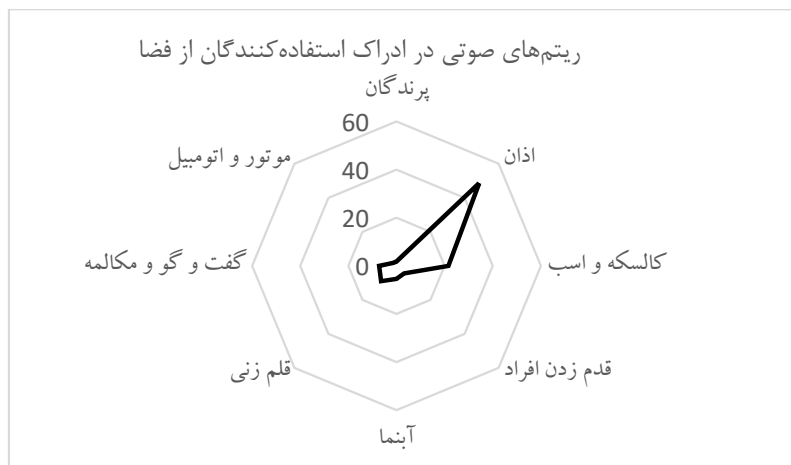 ریتم‌های صوتی در ادراک استفاده‌کنندگان از فضا
پرندگان
60
40
20
0
اذان
کالسکه و اسب
قدم زدن افراد
آبنما
قلم زنی
گفت و گو و مکالمه
موتور و اتومبیل